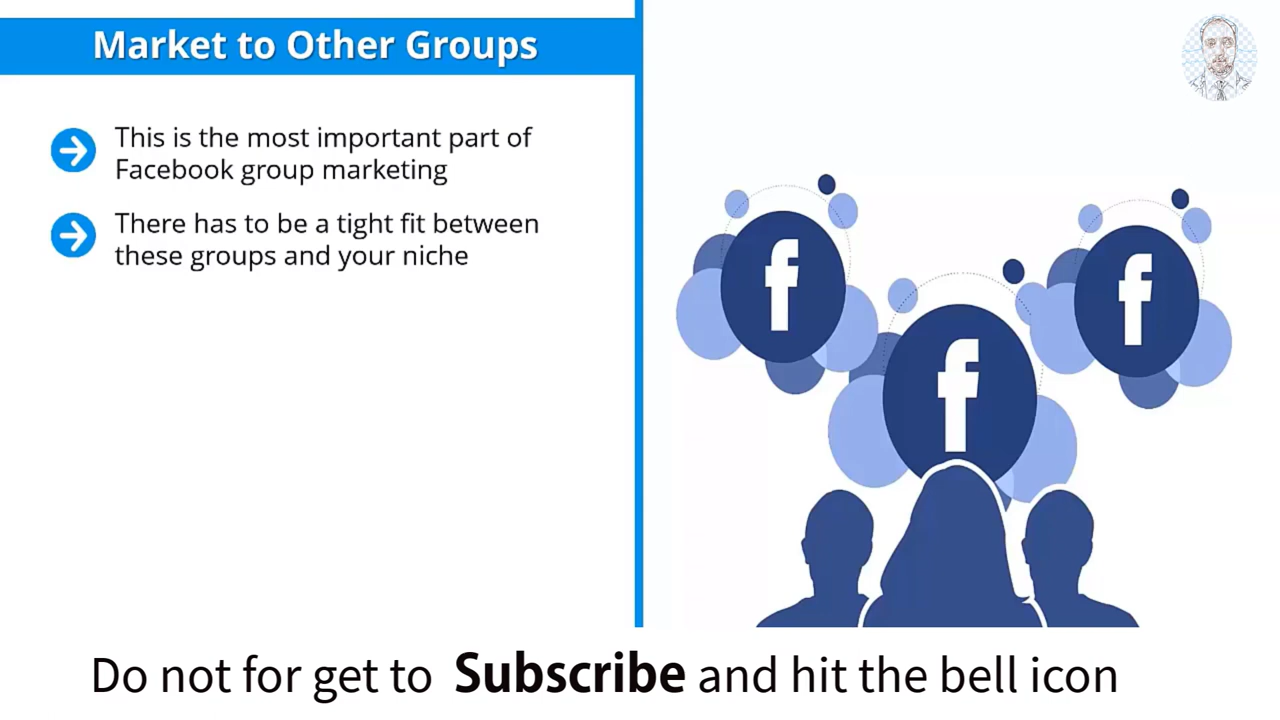 Market to Other Groups
This is the most important part of
Facebook group marketing
There has to be a tight fit between
these groups and your niche
f
f
f
Do not for get to Subscribe and hit the bell icon